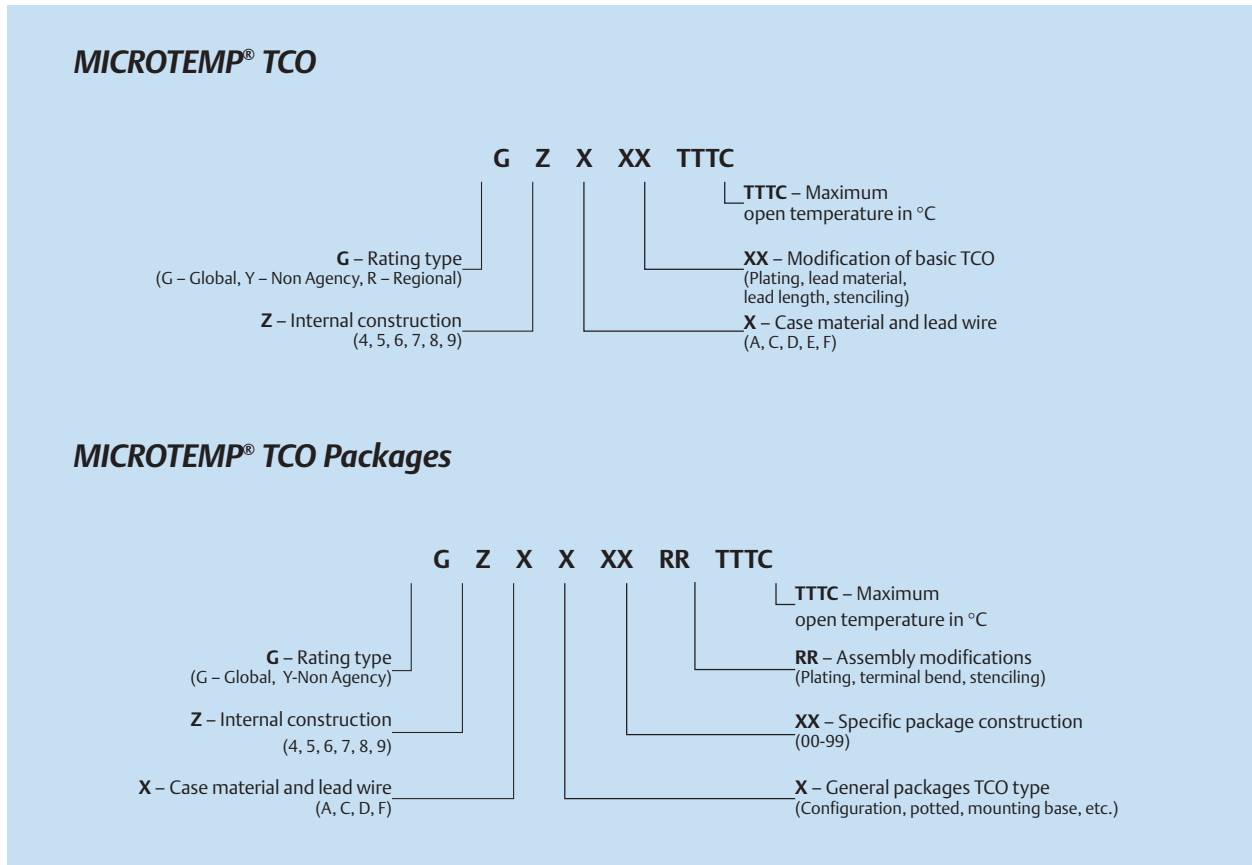 MICROTEMP® TCO
G Z X XX TTTC
TTTC – Maximum
open temperature in °C
G – Rating type
(G – Global, Y – Non Agency, R – Regional)
XX – Modification of basic TCO
(Plating, lead material,
lead length, stenciling)
Z – Internal construction
(4, 5, 6, 7, 8, 9)
X – Case material and lead wire
(A, C, D, E, F)
MICROTEMP® TCO Packages
G Z X X XX RR TTTC
TTTC – Maximum
open temperature in °C
G – Rating type
(G – Global, Y-Non Agency)
RR – Assembly modifications
(Plating, terminal bend, stenciling)
Z – Internal construction
(4, 5, 6, 7, 8, 9)
XX – Specific package construction
(00-99)
X – Case material and lead wire
(A, C, D, F)
X – General packages TCO type
(Configuration, potted, mounting base, etc.)